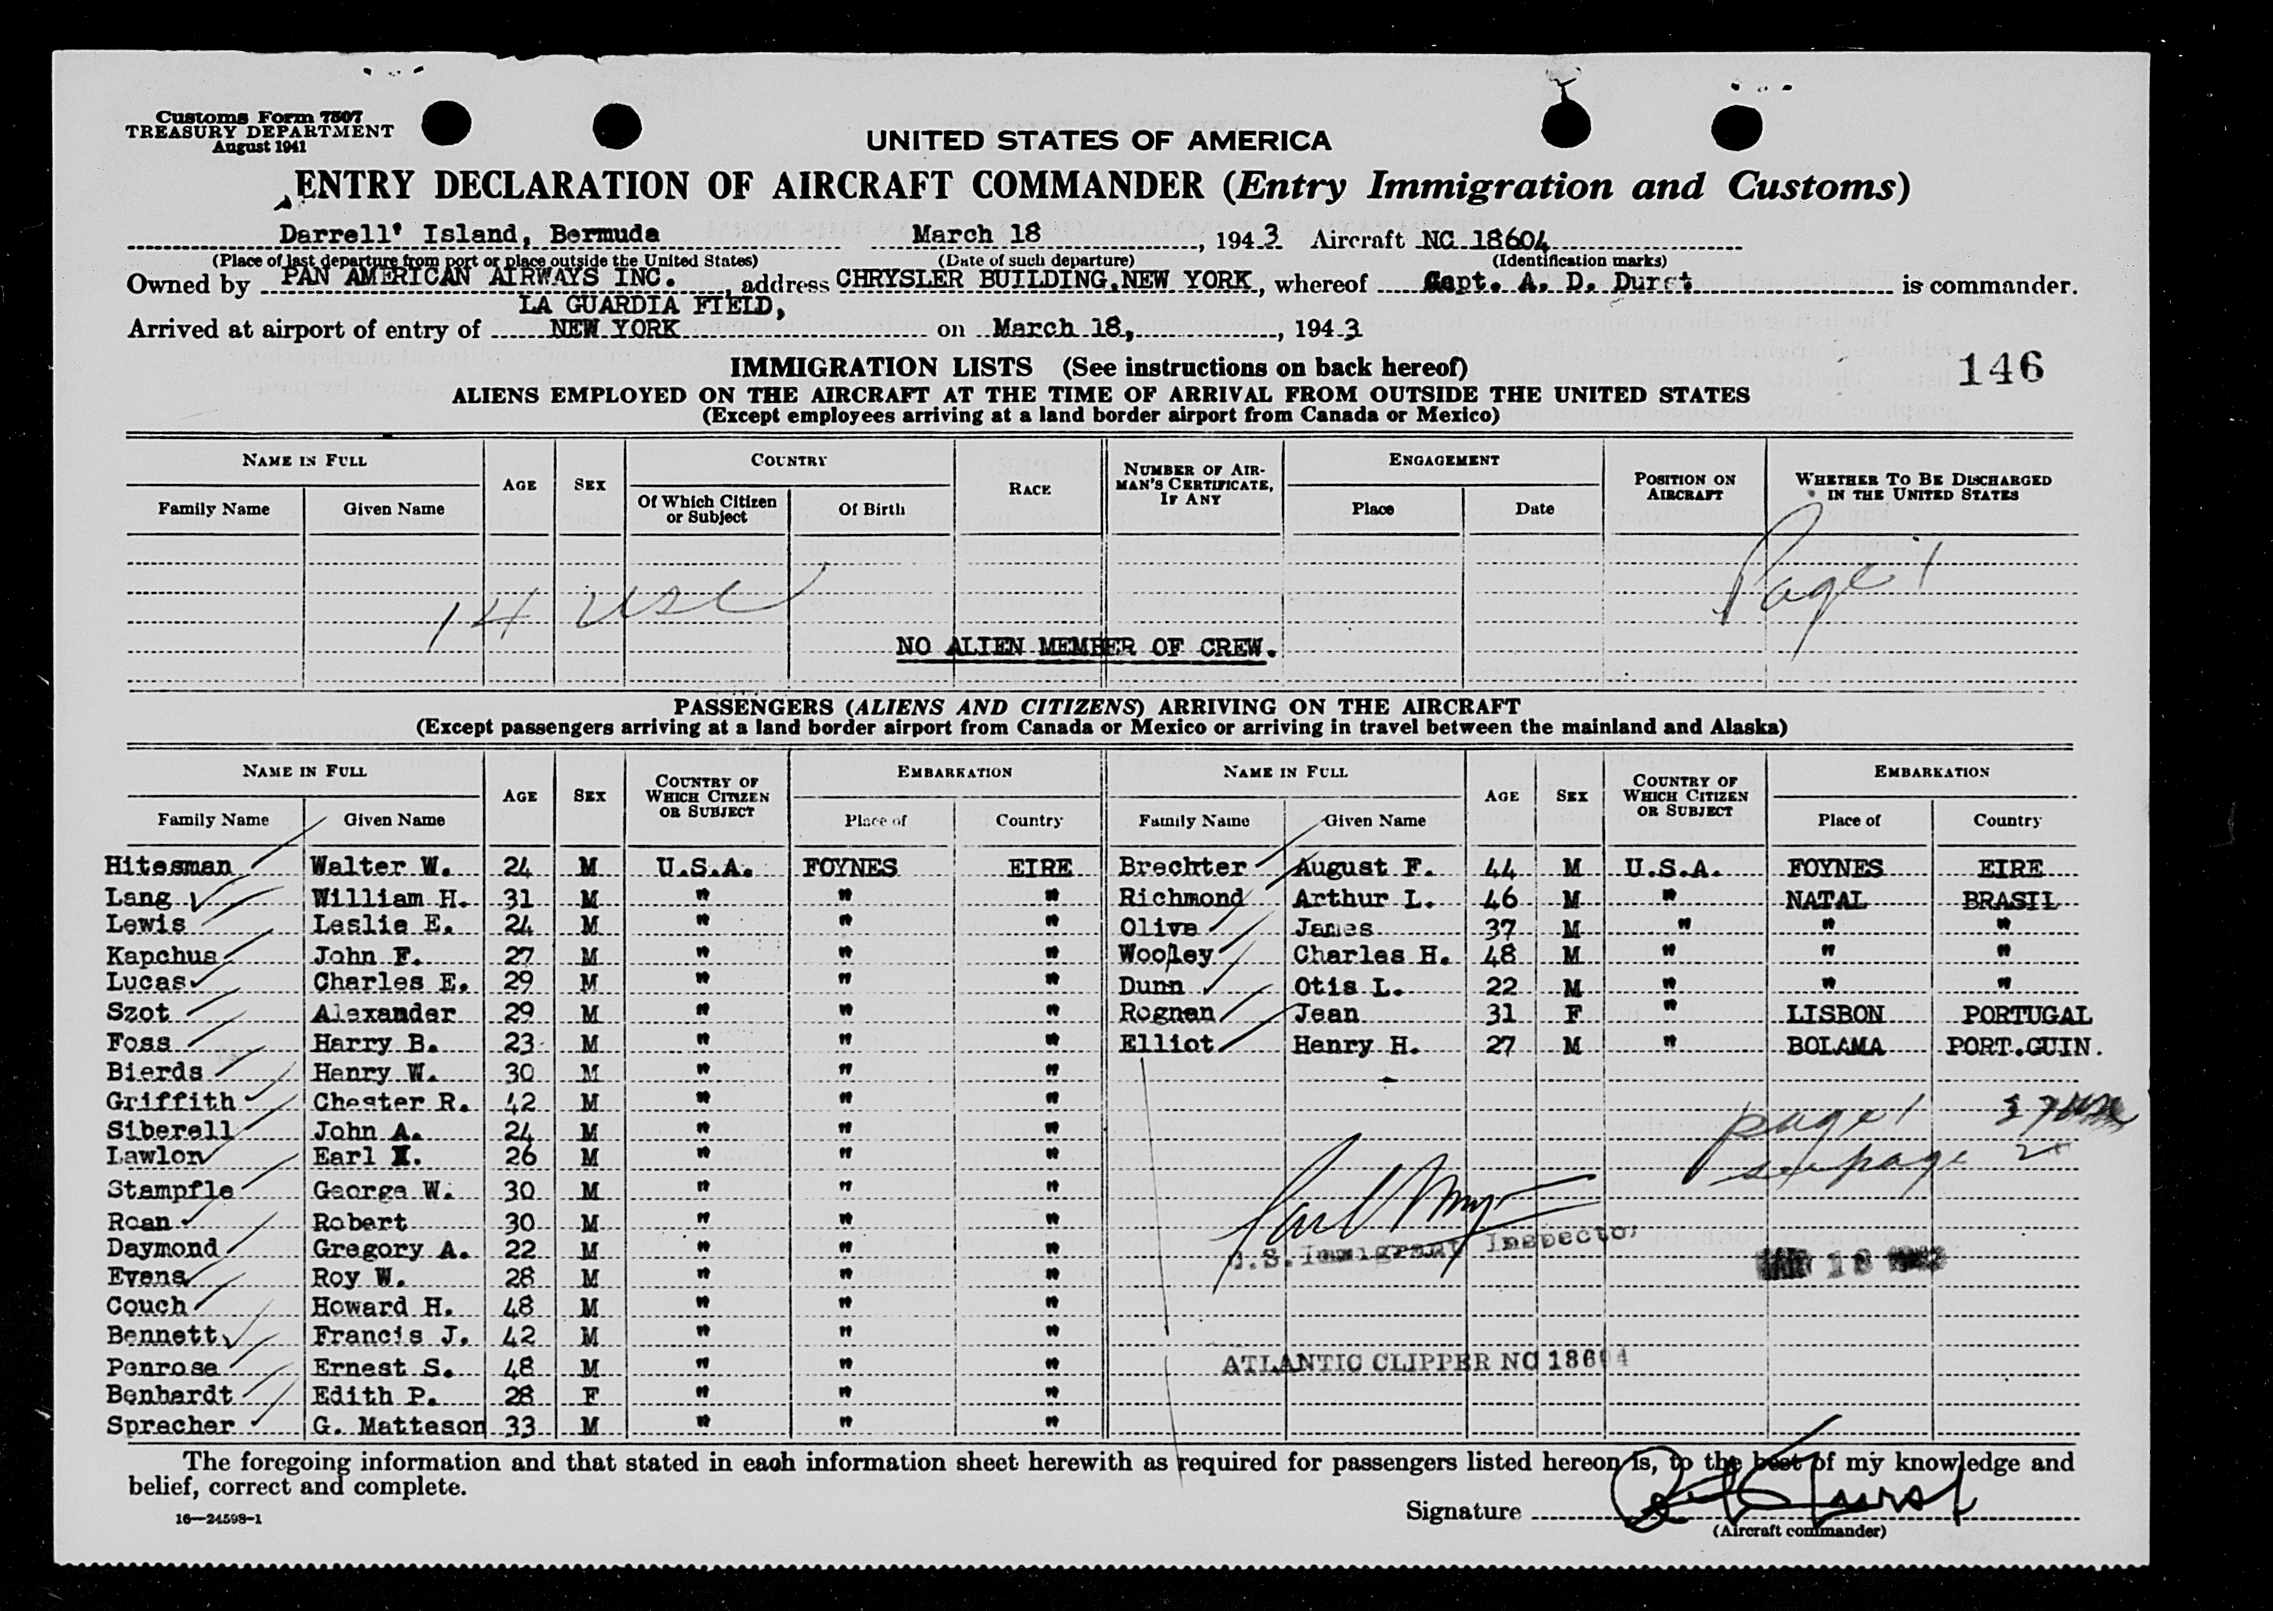 Customs Form 7507
TREASURY DEPARTMENT
August 1941
UNITED STATES OF AMERICA
ENTRY DECLARATION OF AIRCRAFT COMMANDER (Entry Immigration and Customs)
Darrell' Island, Bermuda March 18, 1943 Aircraft NC 18604
(Place of last departure from port or place outside the United States) (Date of such departure) (Identification marks)
Owned by PAN AMERICAN AIRWAYS INC., address CHRYSLER BUILDING, NEW YORK, whereof Capt. A. D. Durst is commander.
LA GUARDIA FIELD,
Arrived at airport of entry of NEW YORK on March 18, , 1943
IMMIGRATION LISTS (See instructions on back hereof)
146
ALIENS EMPLOYED ON THE AIRCRAFT AT THE TIME OF ARRIVAL FROM OUTSIDE THE UNITED STATES
(Except employees arriving at a land border airport from Canada or Mexico)
NAME IN FULL AGE SEX COUNTRY RACE NUMBER OF AIRMAN'S CERTIFICATE, IF ANY ENGAGEMENT POSITION ON AIRCRAFT WHETHER TO BE DISCHARGED IN THE UNITED STATES
Family Name Given Name Of Which Citizen or Subject Of Birth Place Date
14 USC Page 1
NO ALIEN MEMBER OF CREW.
PASSENGERS (ALIENS AND CITIZENS) ARRIVING ON THE AIRCRAFT
(Except passengers arriving at a land border airport from Canada or Mexico or arriving in travel between the mainland and Alaska)
NAME IN FULL AGE SEX COUNTRY OF WHICH CITIZEN OR SUBJECT EMBARKATION NAME IN FULL AGE SEX COUNTRY OF WHICH CITIZEN OR SUBJECT EMBARKATION
Family Name Given Name Place of Country Family Name Given Name Place of Country
Hitesman Walter W. 24 M U.S.A. FOYNES EIRE Brechter August F. 44 M U.S.A. FOYNES EIRE
Lang William H. 31 M " " " Richmond Arthur L. 46 M " NATAL BRASIL
Lewis Leslie E. 24 M " " " Olive James 37 M " " "
Kapchus John F. 27 M " " " Woolley Charles H. 48 M " " "
Lucas Charles E. 29 M " " " Dunn Otis L. 22 M " " "
Szot Alexander 29 M " " " Rognan Jean 31 F " LISBON PORTUGAL
Foss Harry B. 23 M " " " Elliot Henry H. 27 M " BOLAMA PORT.GUIN.
Bierds Henry W. 30 M " " "
Griffith Chester R. 42 M " " "
Siberell John A. 24 M " " " page 1
Lawlon Earl I. 26 M " " " see page 2
Stampfle George W. 30 M " " "
Roan Robert 30 M " " "
Daymond Gregory A. 22 M " " " U.S. Immigrant Inspector
Evans Roy W. 28 M " " " MAR 18 1943
Couch Howard H. 48 M " " "
Bennett Francis J. 42 M " " "
Penrose Ernest S. 48 M " " " ATLANTIC CLIPPER NC 18604
Benhardt Edith P. 28 F " " "
Sprecher G. Matteson 33 M " " "
The foregoing information and that stated in each information sheet herewith as required for passengers listed hereon is, to the best of my knowledge and
belief, correct and complete.
Signature
16—24598-1
(Aircraft commander)